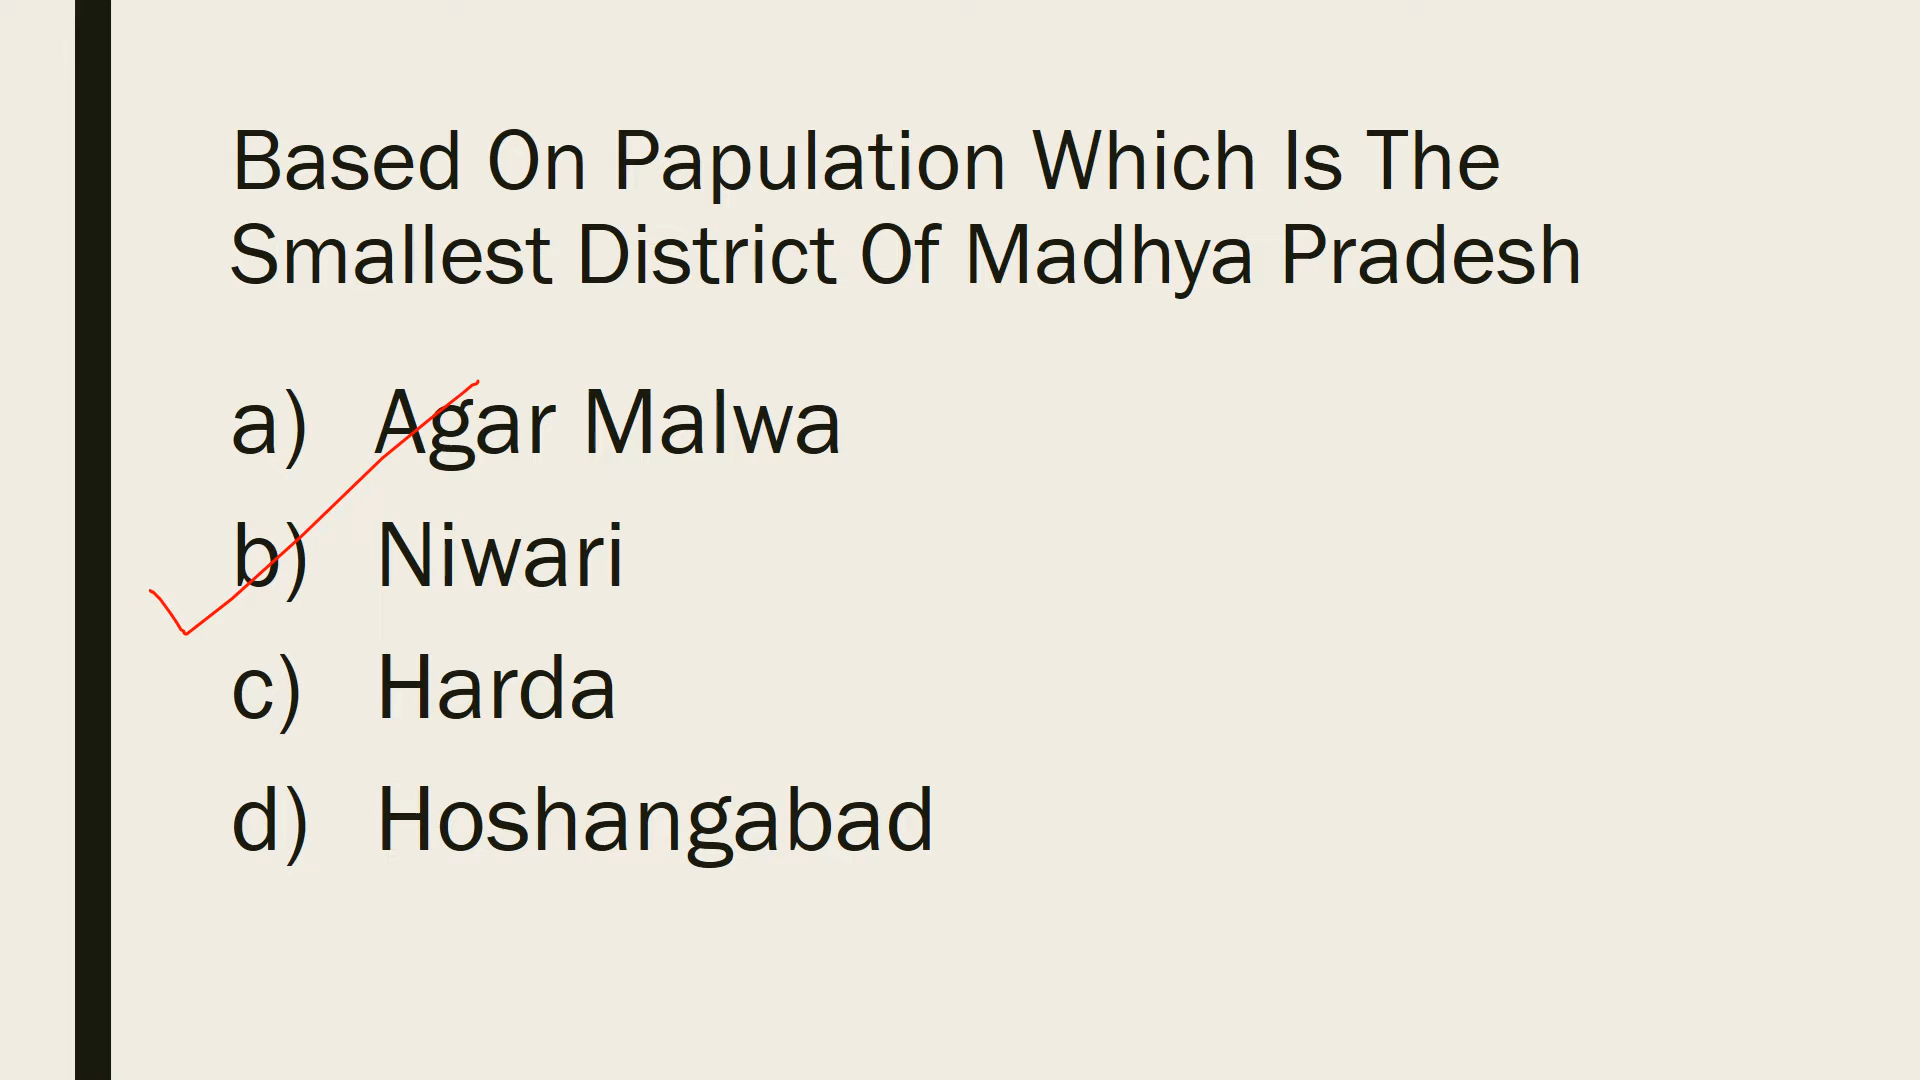 Based On Papulation Which Is The
Smallest District Of Madhya Pradesh
a) Agar Malwa
b) Niwari
c) Harda
d) Hoshangabad